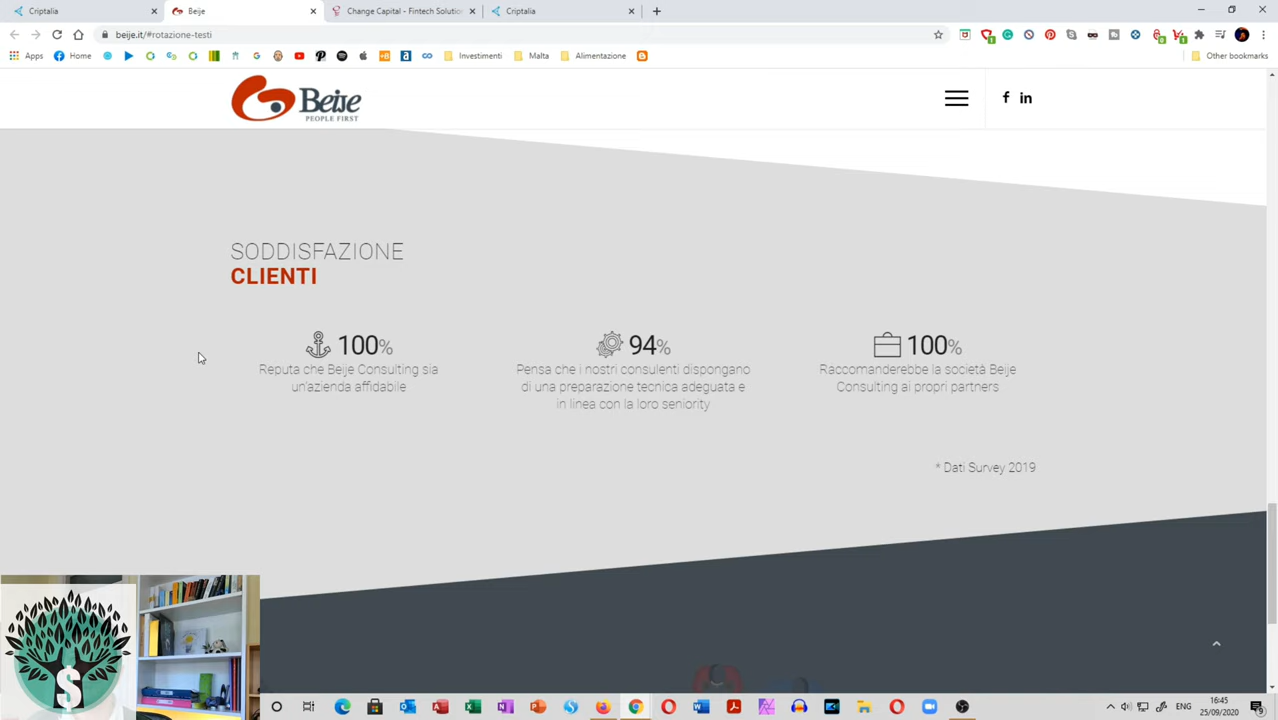 Criptalia
Beije
Change Capital - Fintech Solution
Criptalia
beije.it/#rotazione-testi
Apps
Home
Investimenti
Malta
Alimentazione
Other bookmarks
Beije
PEOPLE FIRST
SODDISFAZIONE
CLIENTI
100%
Reputa che Beije Consulting sia
un'azienda affidabile
94%
Pensa che i nostri consulenti dispongano
di una preparazione tecnica adeguata e
in linea con la loro seniority
100%
Raccomanderebbe la società Beije
Consulting ai propri partners
* Dati Survey 2019
$
ENG
16:45
25/09/2020